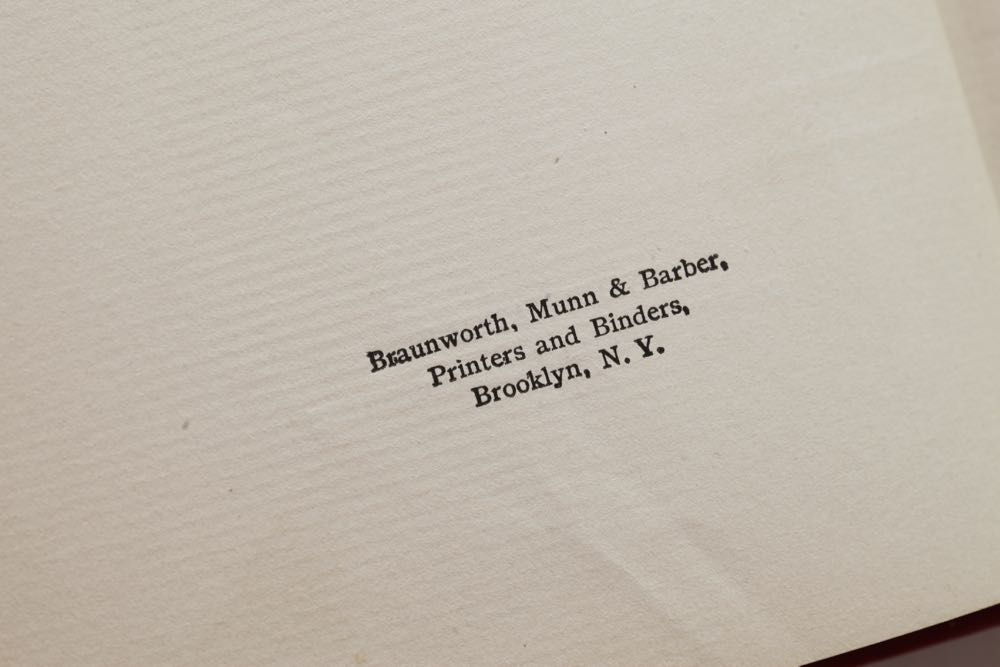 Braunworth, Munn & Barber,
Printers and Binders,
Brooklyn, N. Y.